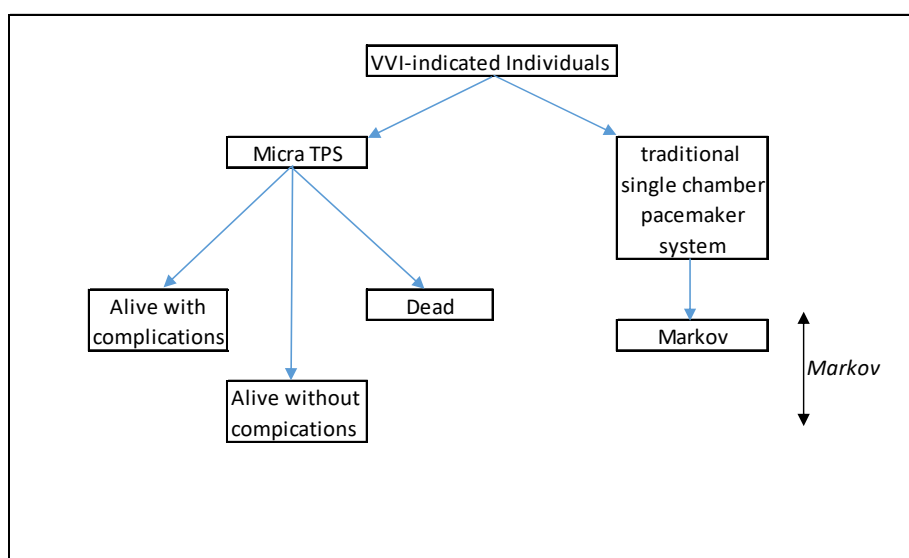 VVI-indicated Individuals
Micra TPS
traditional
single chamber
pacemaker
system
Alive with
complications
Dead
Markov
Markov
Alive without
compications